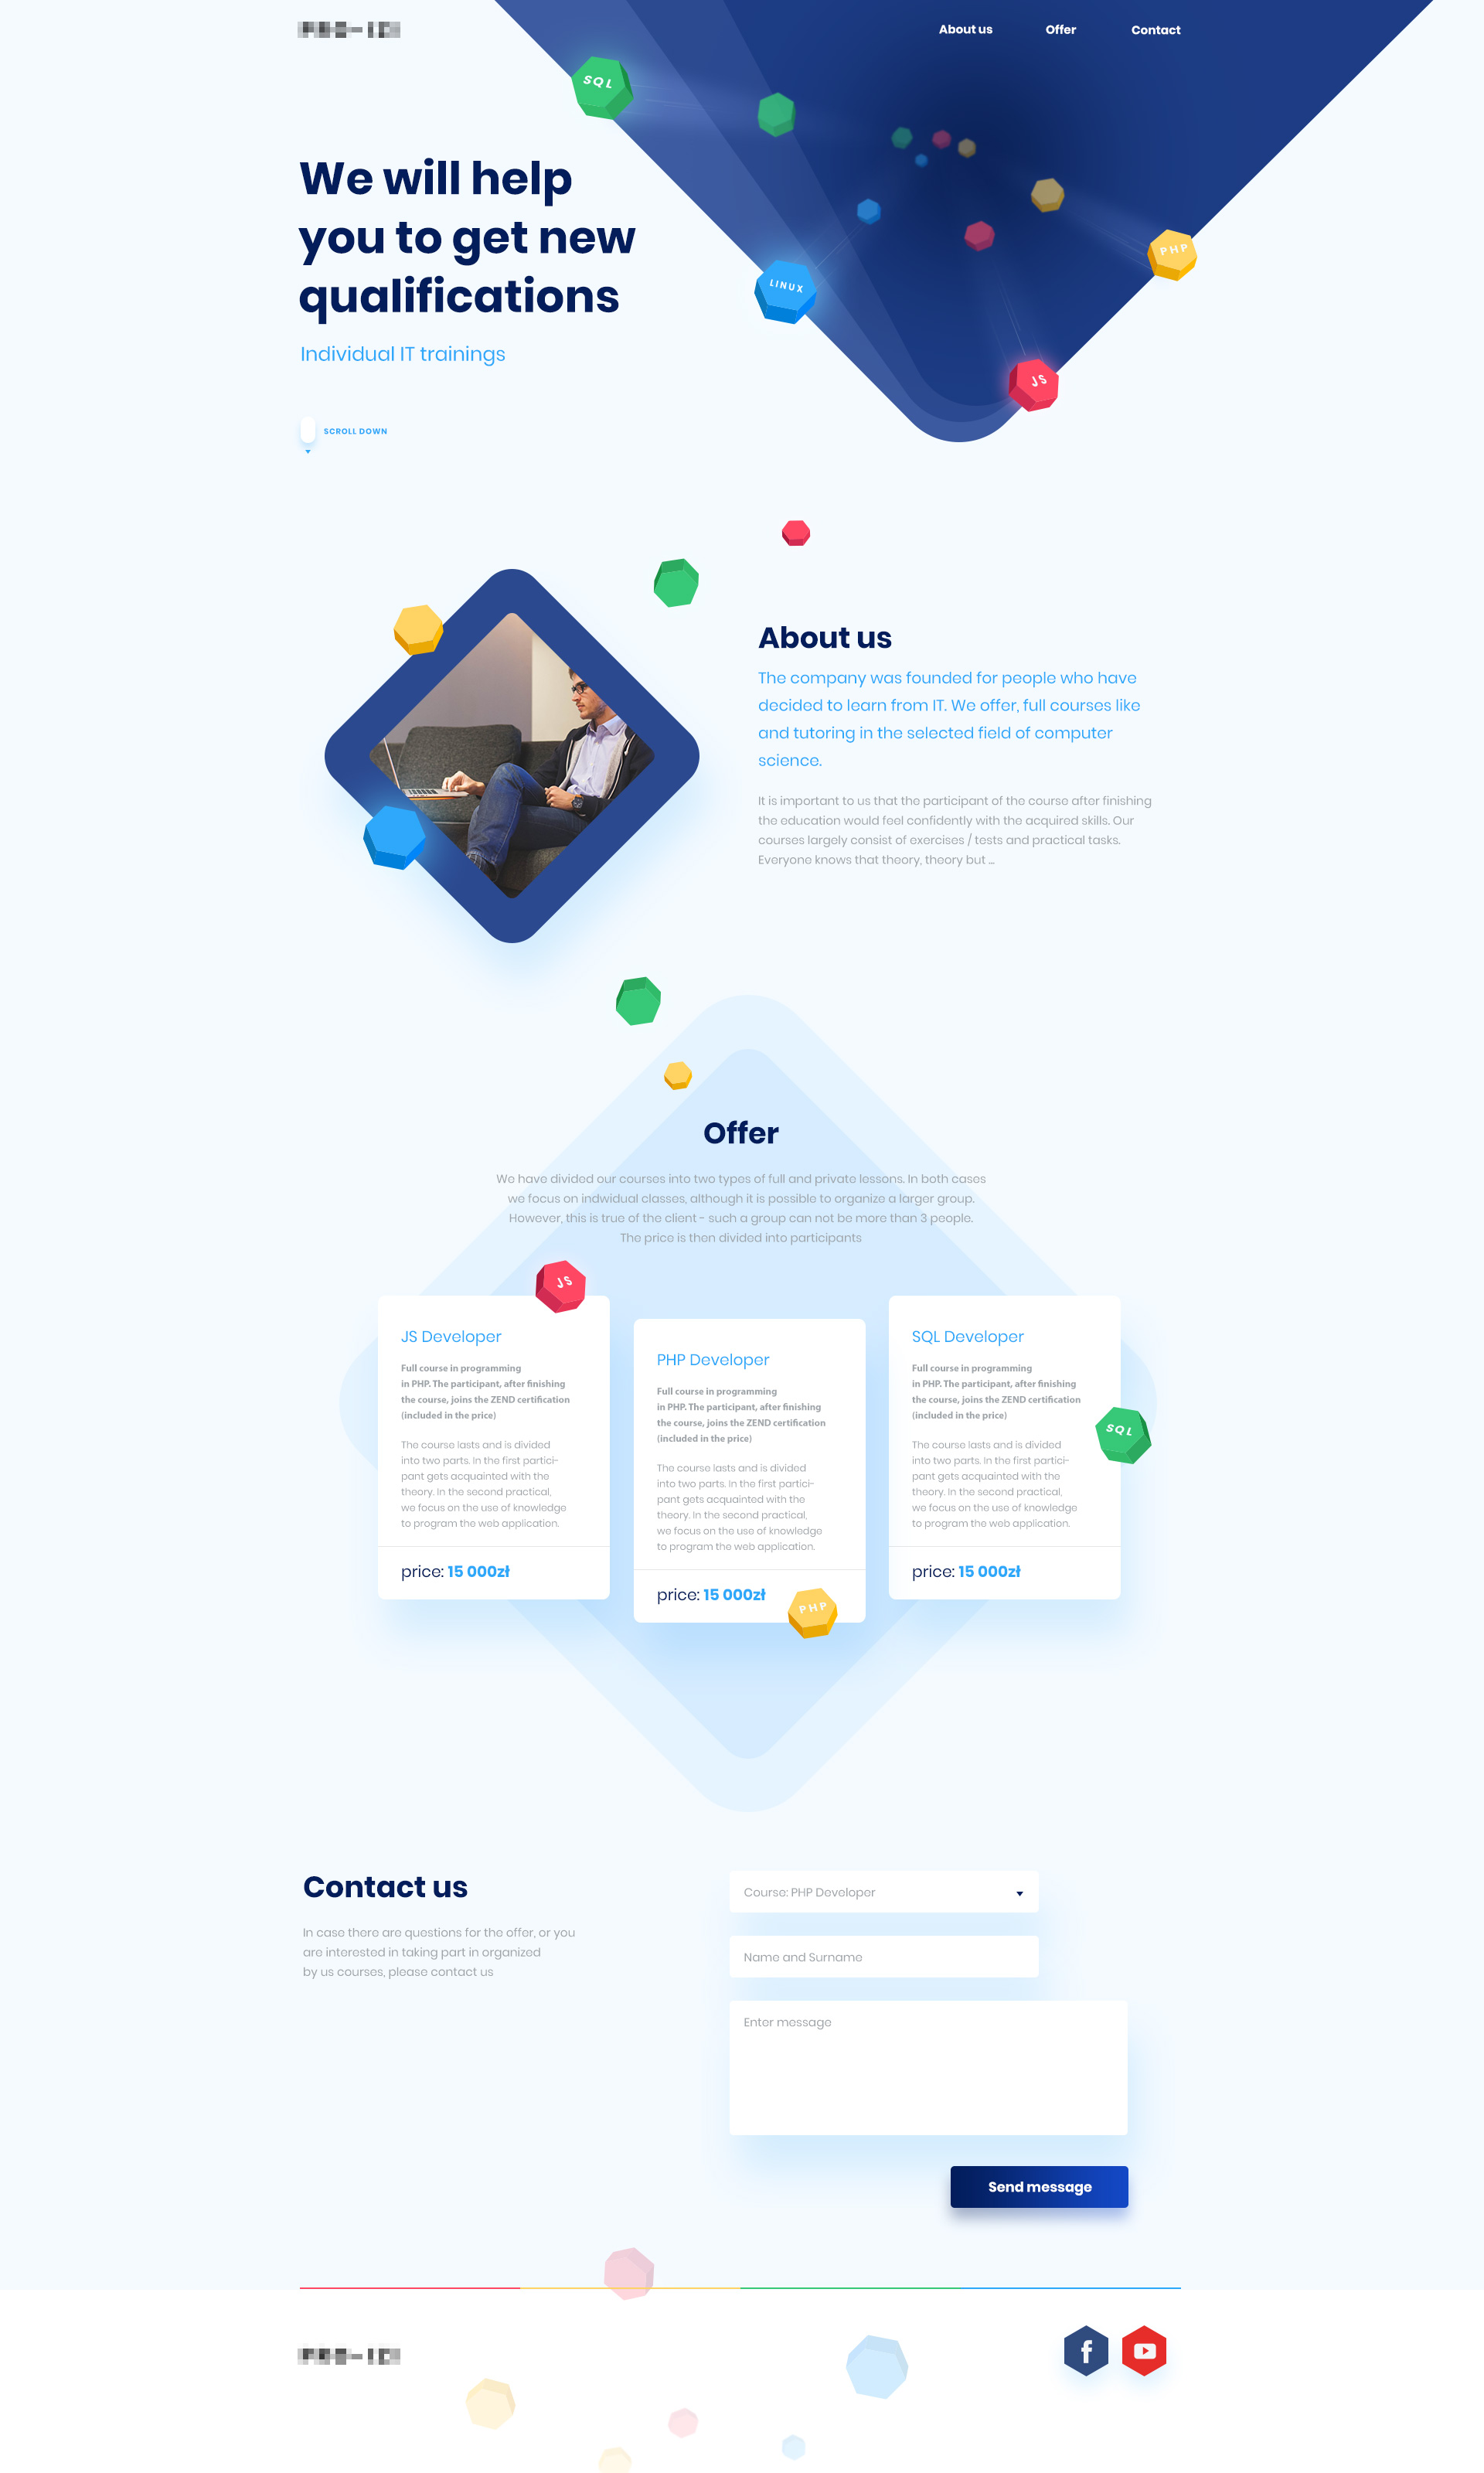 About us
Offer
Contact
SQL
We will help
you to get new
qualifications
Individual IT trainings
LINUX
PHP
JS
SCROLL DOWN
About us
The company was founded for people who have
decided to learn from IT. We offer, full courses like
and tutoring in the selected field of computer
science.
It is important to us that the participant of the course after finishing
the education would feel confidently with the acquired skills. Our
courses largely consist of exercises / tests and practical tasks.
Everyone knows that theory, theory but ...
Offer
We have divided our courses into two types of full and private lessons. In both cases
we focus on indwidual classes, although it is possible to organize a larger group.
However, this is true of the client - such a group can not be more than 3 people.
The price is then divided into participants
JS
JS Developer
Full course in programming
in PHP. The participant, after finishing
the course, joins the ZEND certification
(included in the price)
The course lasts and is divided
into two parts. In the first partici-
pant gets acquainted with the
theory. In the second practical,
we focus on the use of knowledge
to program the web application.
price: 15 000zł
PHP Developer
Full course in programming
in PHP. The participant, after finishing
the course, joins the ZEND certification
(included in the price)
The course lasts and is divided
into two parts. In the first partici-
pant gets acquainted with the
theory. In the second practical,
we focus on the use of knowledge
to program the web application.
price: 15 000zł
PHP
SQL Developer
Full course in programming
in PHP. The participant, after finishing
the course, joins the ZEND certification
(included in the price)
SQL
The course lasts and is divided
into two parts. In the first partici-
pant gets acquainted with the
theory. In the second practical,
we focus on the use of knowledge
to program the web application.
price: 15 000zł
Contact us
In case there are questions for the offer, or you
are interested in taking part in organized
by us courses, please contact us
Course: PHP Developer
Name and Surname
Enter message
Send message